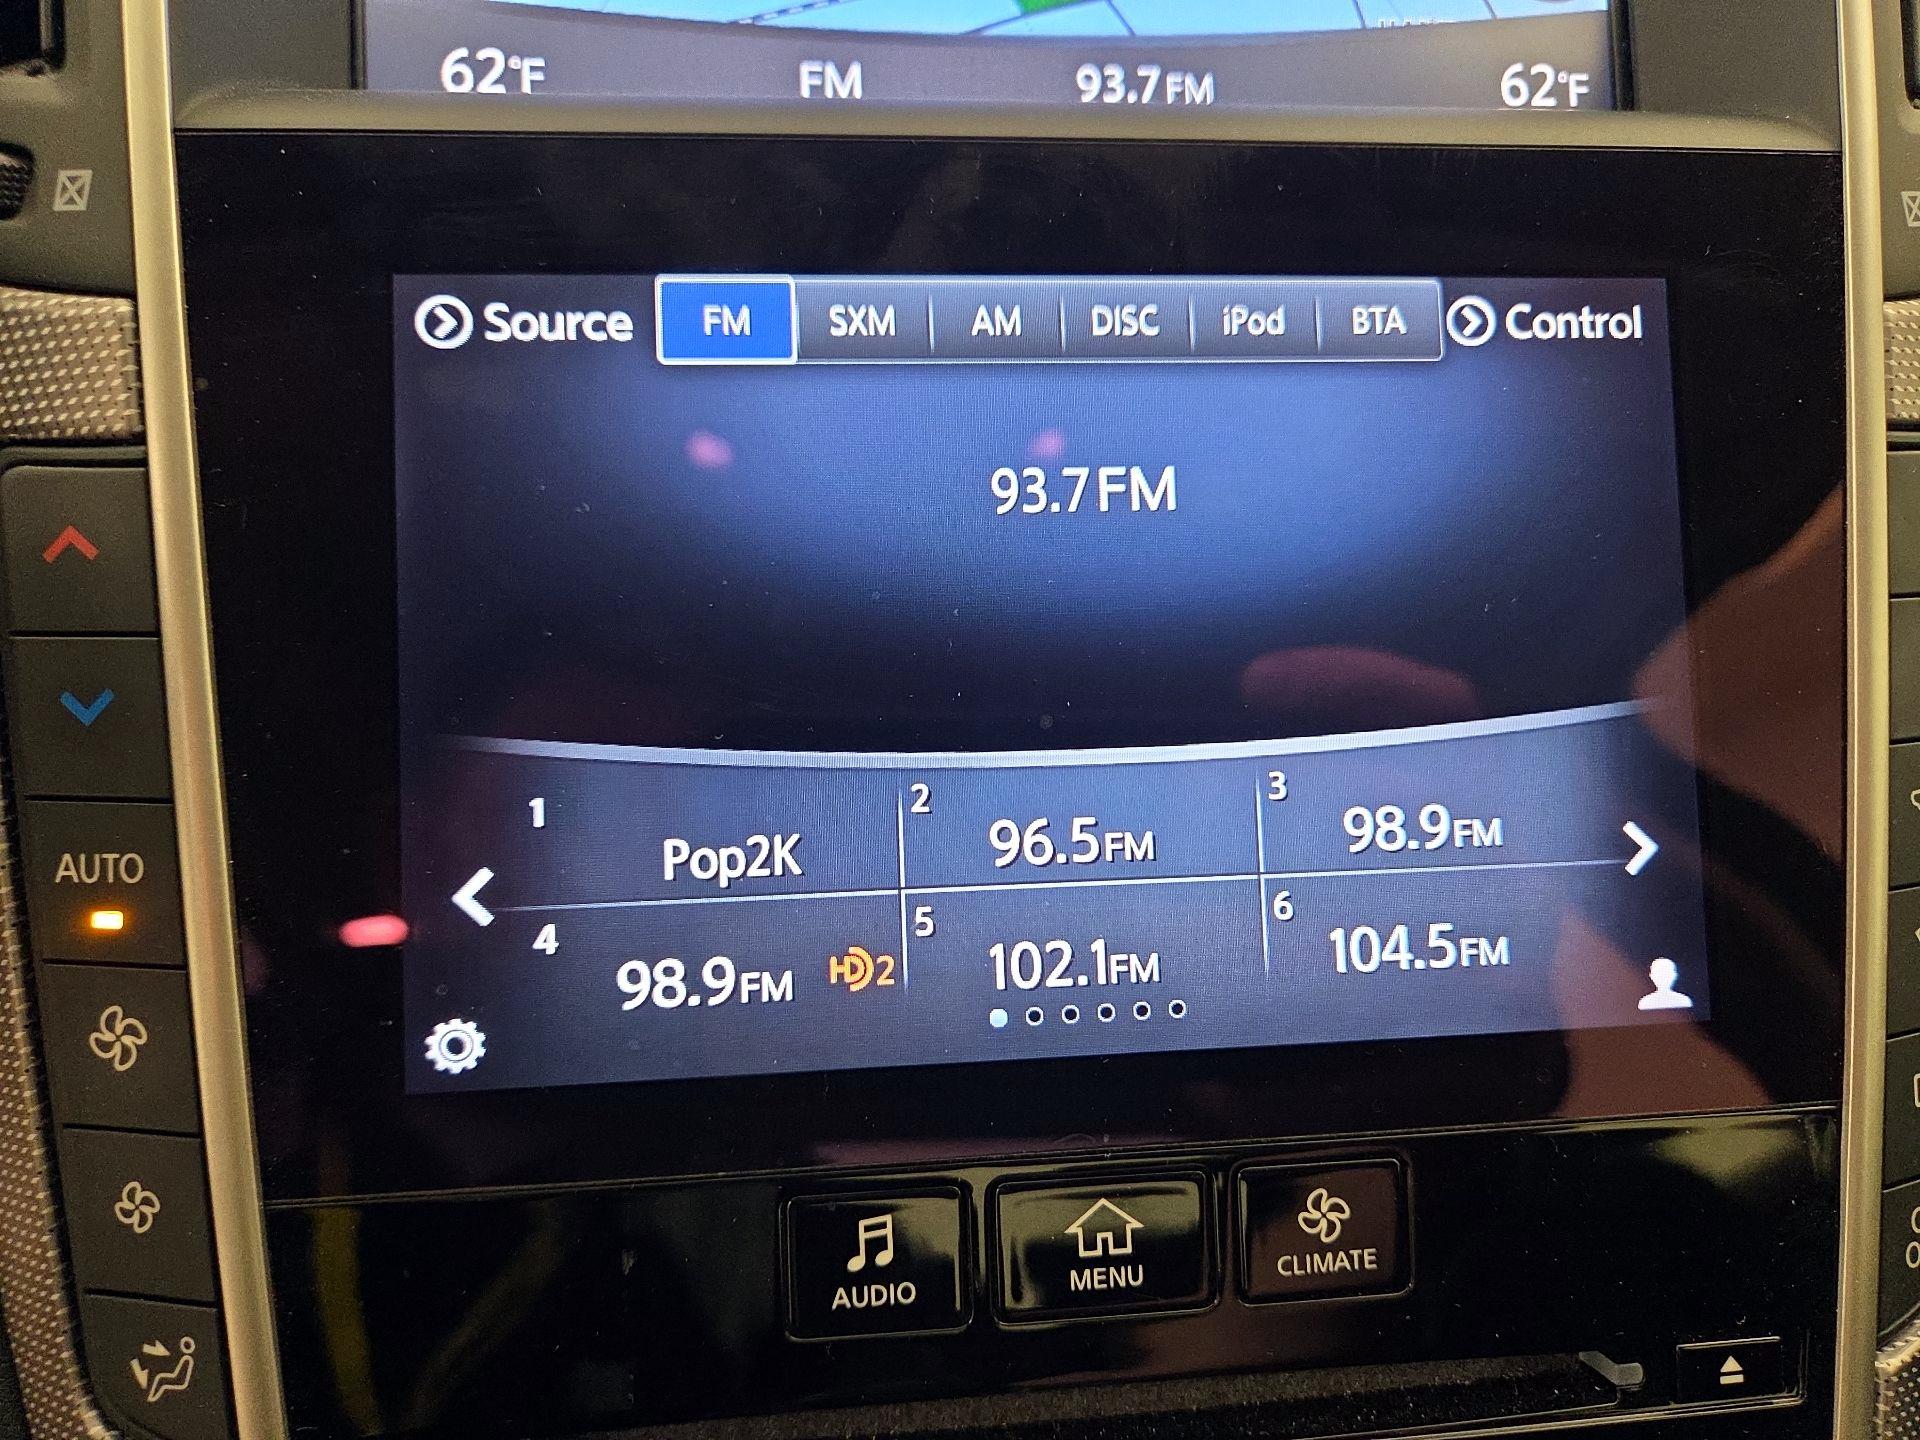 62°F FM 93.7FM 62°F
Source FM SXM AM DISC iPod BTA Control
93.7FM
1 Pop2K 2 96.5FM 3 98.9FM
4 98.9FM HD2 5 102.1FM 6 104.5FM
AUTO
AUDIO MENU CLIMATE